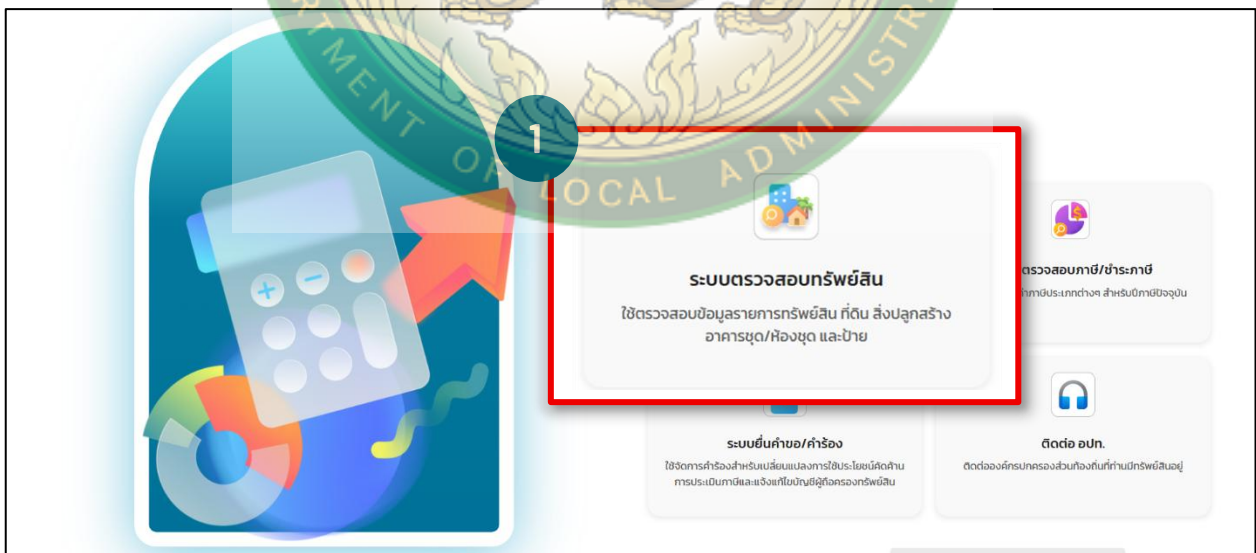 MENT OF LOCAL ADMINIST
1
ระบบตรวจสอบทรัพย์สิน
ใช้ตรวจสอบข้อมูลรายการทรัพย์สิน ที่ดิน สิ่งปลูกสร้าง
อาคารชุด/ห้องชุด และป้าย
ตรวจสอบภาษี/ชำระภาษี
ภาษีประเภทต่างๆ สำหรับปีภาษีปัจจุบัน
ระบบยื่นคำขอ/คำร้อง
ใช้จัดการคำร้องสำหรับเปลี่ยนแปลงการใช้ประโยชน์คัดค้าน
การประเมินภาษีและแจ้งแก้ไขบัญชีผู้ถือครองทรัพย์สิน
ติดต่อ อปท.
ติดต่อองค์กรปกครองส่วนท้องถิ่นที่ท่านมีทรัพย์สินอยู่